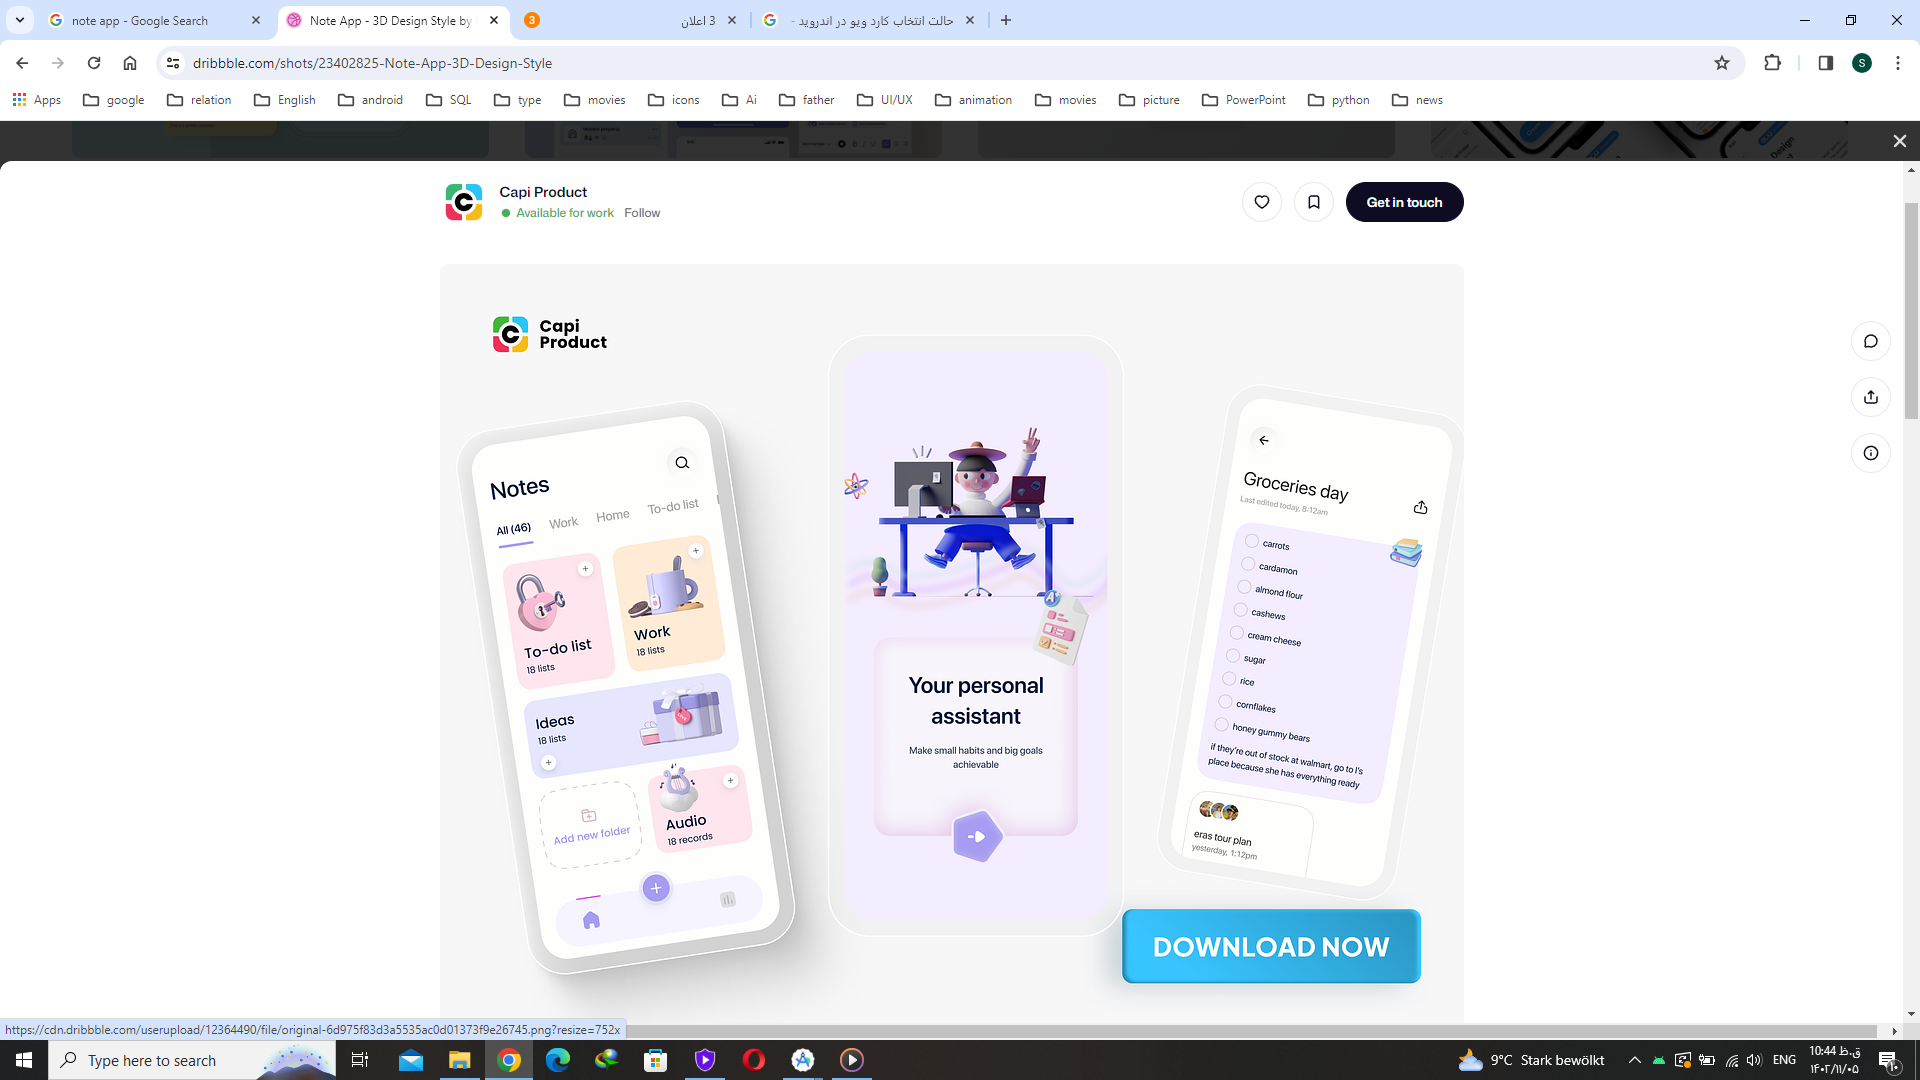 note app - Google Search
Note App - 3D Design Style by
3
3 اعلان
حالت انتخاب کارد ویو در اندروید -
dribbble.com/shots/23402825-Note-App-3D-Design-Style
S
Apps
google
relation
English
android
SQL
type
movies
icons
Ai
father
UI/UX
animation
movies
picture
PowerPoint
python
news
Capi Product
Available for work
Follow
Get in touch
Capi
Product
Notes
All (46)
Work
Home
To-do list
To-do list
18 lists
Work
18 lists
Ideas
18 lists
Add new folder
Audio
18 records
Your personal
assistant
Make small habits and big goals
achievable
Groceries day
Last edited today, 8:12am
carrots
cardamon
almond flour
cashews
cream cheese
sugar
rice
cornflakes
honey gummy bears
if they're out of stock at walmart, go to l's
place because she has everything ready
eras tour plan
yesterday, 1:12pm
DOWNLOAD NOW
https://cdn.dribbble.com/userupload/12364490/file/original-6d975f83d3a5535ac0d01373f9e26745.png?resize=752x
Type here to search
9°C Stark bewölkt
ENG
10:44 ق.ظ
۱۴۰۲/۱۱/۰۵